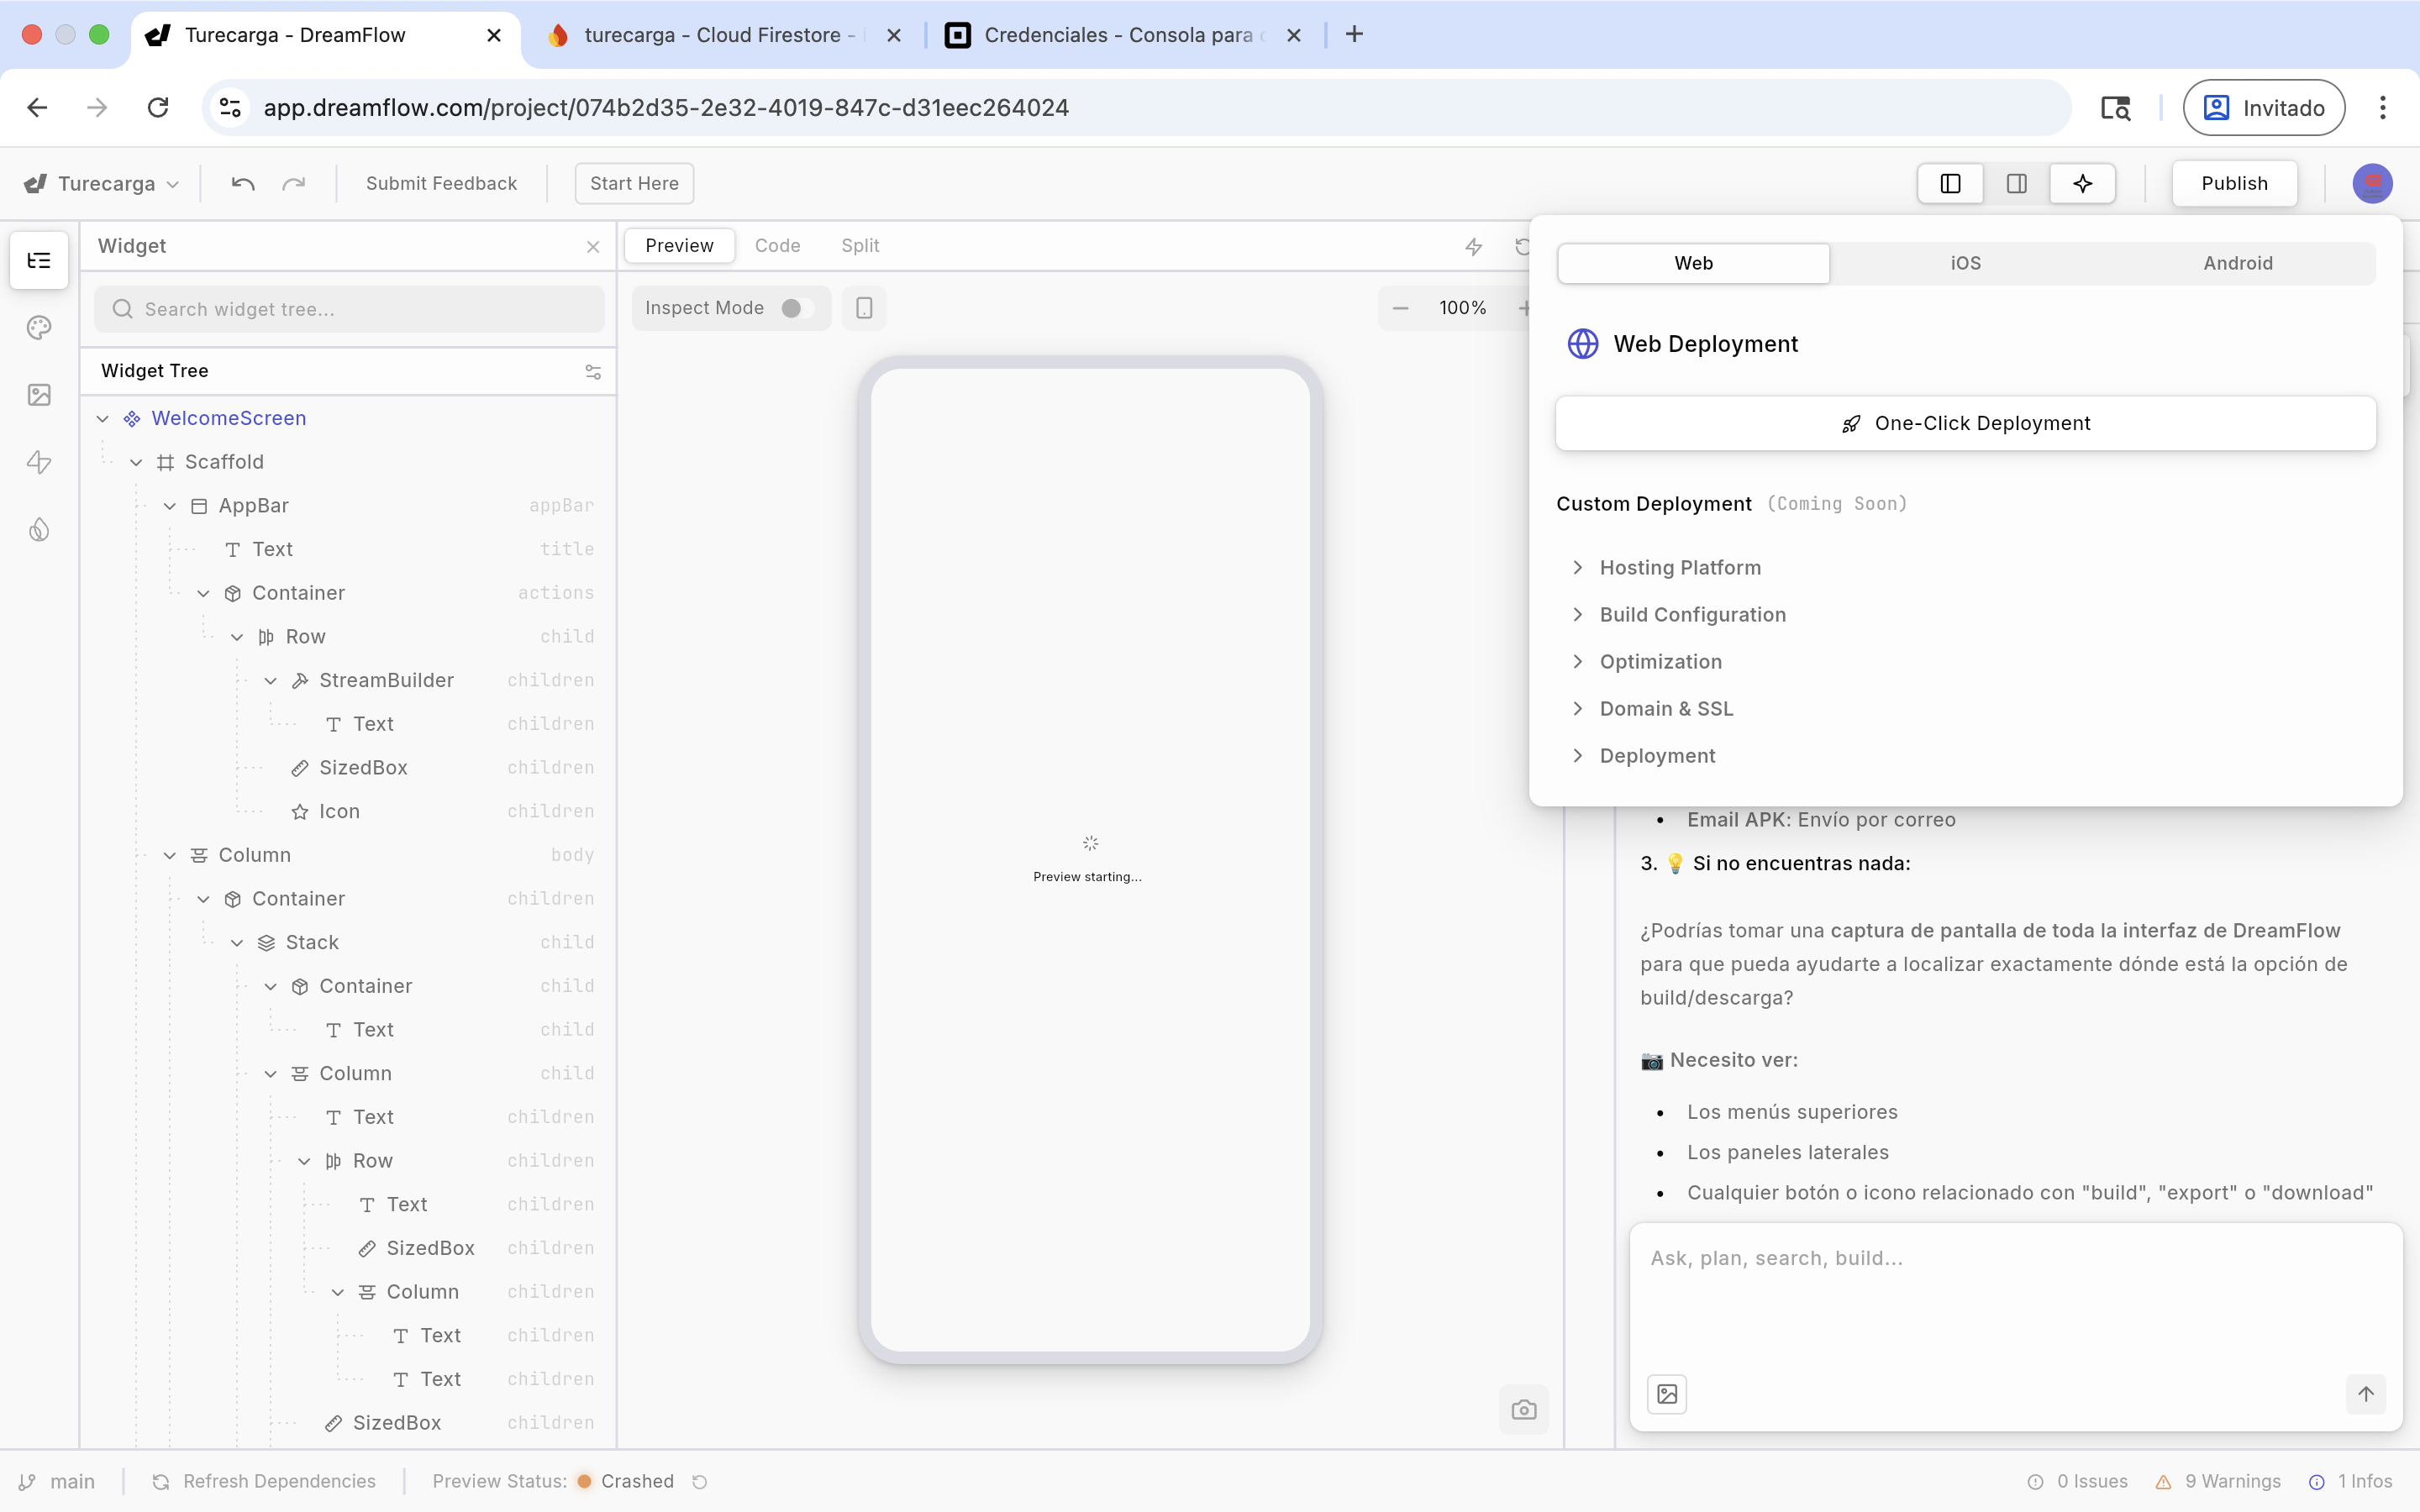 Turecarga - DreamFlow
turecarga - Cloud Firestore -
Credenciales - Consola para
app.dreamflow.com/project/074b2d35-2e32-4019-847c-d31eec264024
Invitado
Turecarga
Submit Feedback
Start Here
Publish
Widget
Preview
Code
Split
Search widget tree...
Inspect Mode
100%
Widget Tree
WelcomeScreen
Scaffold
AppBar appBar
Text title
Container actions
Row child
StreamBuilder children
Text children
SizedBox children
Icon children
Column body
Container children
Stack child
Container child
Text child
Column child
Text children
Row children
Text children
SizedBox children
Column children
Text children
Text children
SizedBox children
Preview starting...
Web
iOS
Android
Web Deployment
One-Click Deployment
Custom Deployment (Coming Soon)
Hosting Platform
Build Configuration
Optimization
Domain & SSL
Deployment
• Email APK: Envío por correo
3. 💡 Si no encuentras nada:
¿Podrías tomar una captura de pantalla de toda la interfaz de DreamFlow
para que pueda ayudarte a localizar exactamente dónde está la opción de
build/descarga?
📷 Necesito ver:
• Los menús superiores
• Los paneles laterales
• Cualquier botón o icono relacionado con "build", "export" o "download"
Ask, plan, search, build...
main
Refresh Dependencies
Preview Status: Crashed
0 Issues
9 Warnings
1 Infos